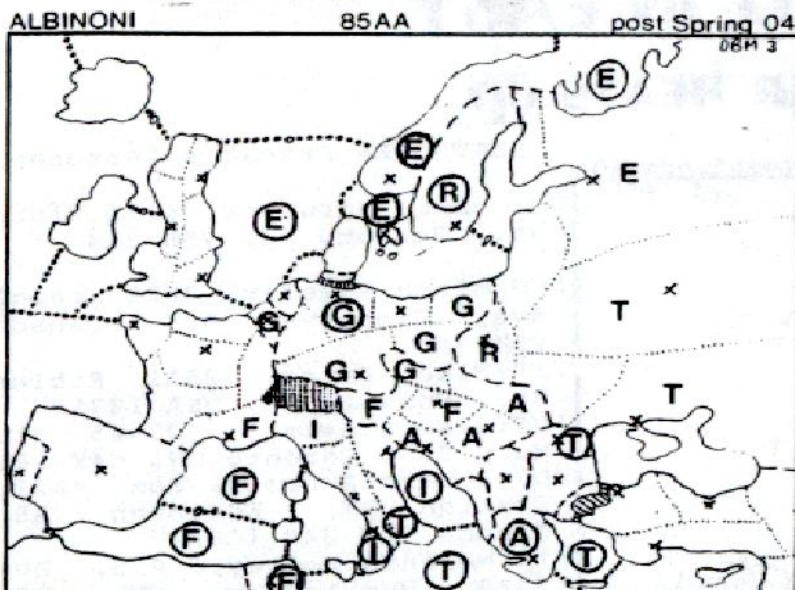 ALBINONI 85AA post Spring 04
E
E E
R
E E
G G T
G R
G G
F F A T
F I A A T
F I
T
F I A T
T
F